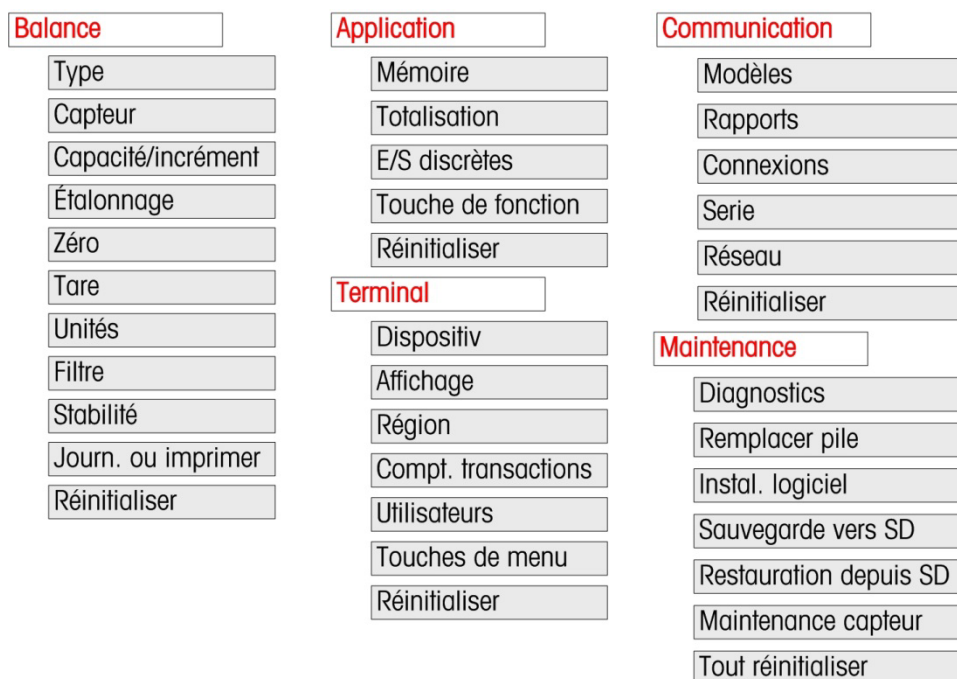 Balance
Type
Capteur
Capacité/incrément
Étalonnage
Zéro
Tare
Unités
Filtre
Stabilité
Journ. ou imprimer
Réinitialiser
Application
Mémoire
Totalisation
E/S discrètes
Touche de fonction
Réinitialiser
Terminal
Dispositiv
Affichage
Région
Compt. transactions
Utilisateurs
Touches de menu
Réinitialiser
Communication
Modèles
Rapports
Connexions
Serie
Réseau
Réinitialiser
Maintenance
Diagnostics
Remplacer pile
Instal. logiciel
Sauvegarde vers SD
Restauration depuis SD
Maintenance capteur
Tout réinitialiser